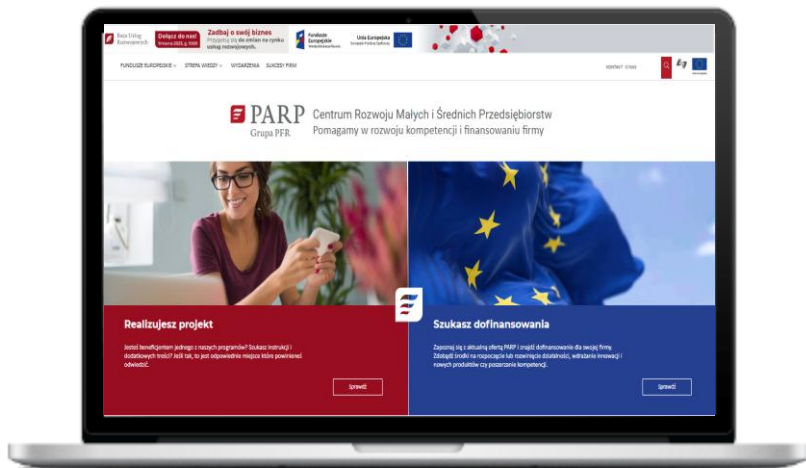 Baza Usług
Rozwojowych
Dołącz do nas!
Zadbaj o swój biznes
Przygotuj się do zmian na rynku
usług rozwojowych.
Fundusze
Europejskie
Unia Europejska
FUNDUSZE EUROPEJSKIE
STREFA WIEDZY
WYDARZENIA
SUKCESY FIRM
KONTAKT
O NAS
PARP
Grupa PFR
Centrum Rozwoju Małych i Średnich Przedsiębiorstw
Pomagamy w rozwoju kompetencji i finansowaniu firmy
Realizujesz projekt
Jesteś beneficjentem jednego z naszych programów? Szukasz instrukcji i
dodatkowych treści? Jeśli tak, to jest odpowiednie miejsce które powinieneś
odwiedzić.
Sprawdź
Szukasz dofinansowania
Zapoznaj się z aktualną ofertą PARP i znajdź dofinansowanie dla swojej firmy.
Zdobądź środki na rozpoczęcie lub rozwinięcie działalności, wdrażanie innowacji i
nowych produktów czy poszerzanie kompetencji.
Sprawdź